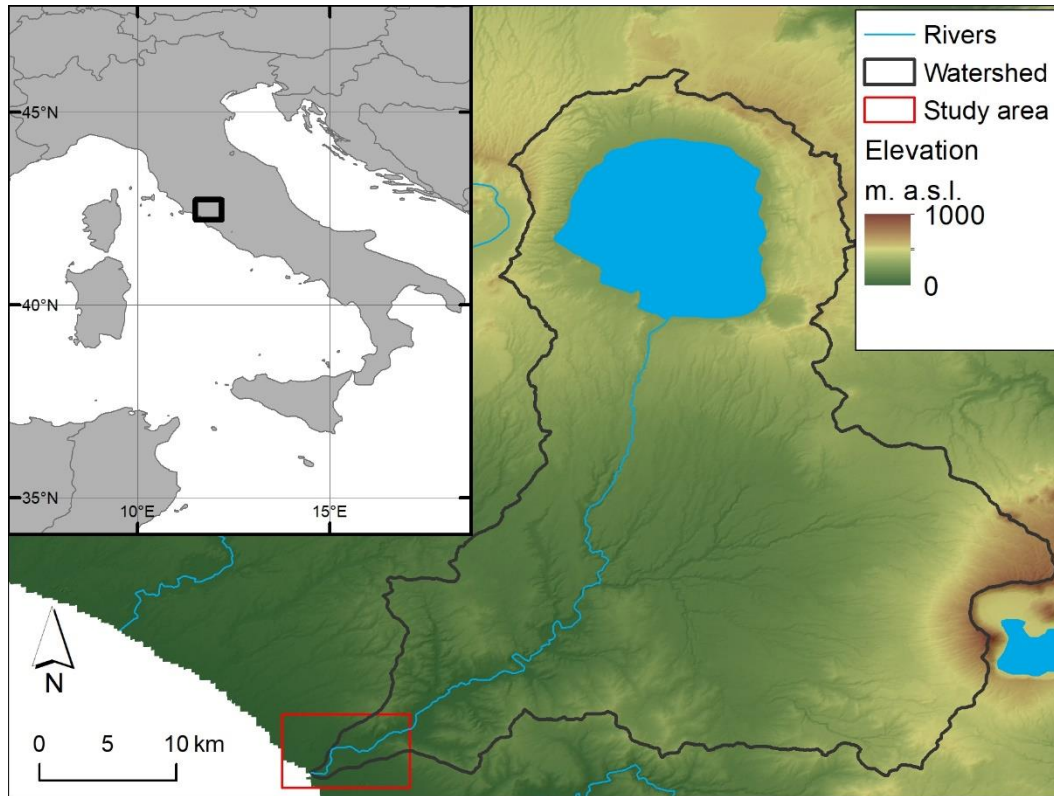 45°N
40°N
35°N
10°E
15°E
Rivers
Watershed
Study area
Elevation
m. a.s.l.
1000
0
N
0 5 10 km